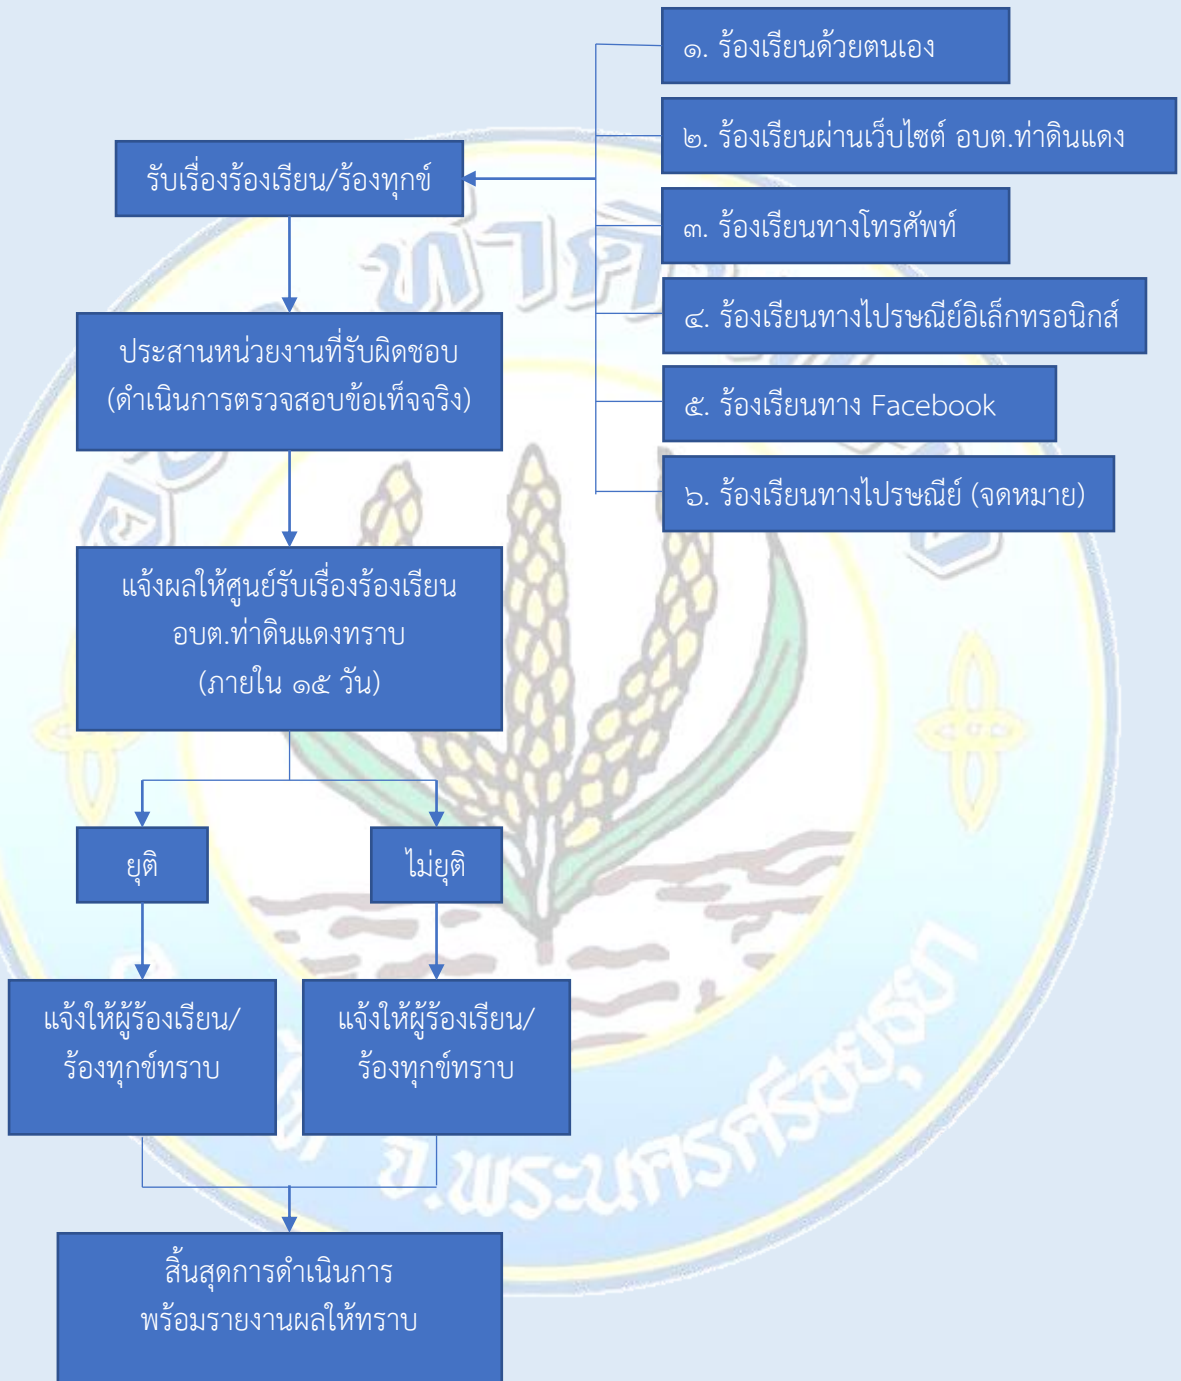 ๑. ร้องเรียนด้วยตนเอง
๒. ร้องเรียนผ่านเว็บไซต์ อบต.ท่าดินแดง
รับเรื่องร้องเรียน/ร้องทุกข์
๓. ร้องเรียนทางโทรศัพท์
๔. ร้องเรียนทางไปรษณีย์อิเล็กทรอนิกส์
๕. ร้องเรียนทาง Facebook
๖. ร้องเรียนทางไปรษณีย์ (จดหมาย)
ประสานหน่วยงานที่รับผิดชอบ
(ดำเนินการตรวจสอบข้อเท็จจริง)
แจ้งผลให้ศูนย์รับเรื่องร้องเรียน
อบต.ท่าดินแดงทราบ
(ภายใน ๑๕ วัน)
ยุติ
ไม่ยุติ
แจ้งให้ผู้ร้องเรียน/
ร้องทุกข์ทราบ
แจ้งให้ผู้ร้องเรียน/
ร้องทุกข์ทราบ
สิ้นสุดการดำเนินการ
พร้อมรายงานผลให้ทราบ
จ.พระนครศรีอยุธยา